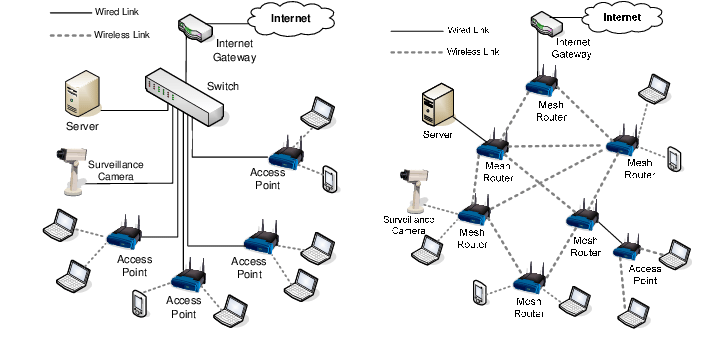 Wired Link
Wireless Link
Internet
Internet
Gateway
Switch
Server
Surveillance
Camera
Access
Point
Access
Point
Access
Point
Access
Point
Wired Link
Wireless Link
Internet
Internet
Gateway
Mesh
Router
Server
Mesh
Router
Mesh
Router
Surveillance
Camera
Mesh
Router
Mesh
Router
Access
Point
Mesh
Router